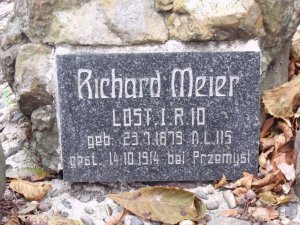 Richard Meier
LDST. I.R 10
geb. 23.7.1879 A.L.115
gest. 14.10.1914 bei Przemysl